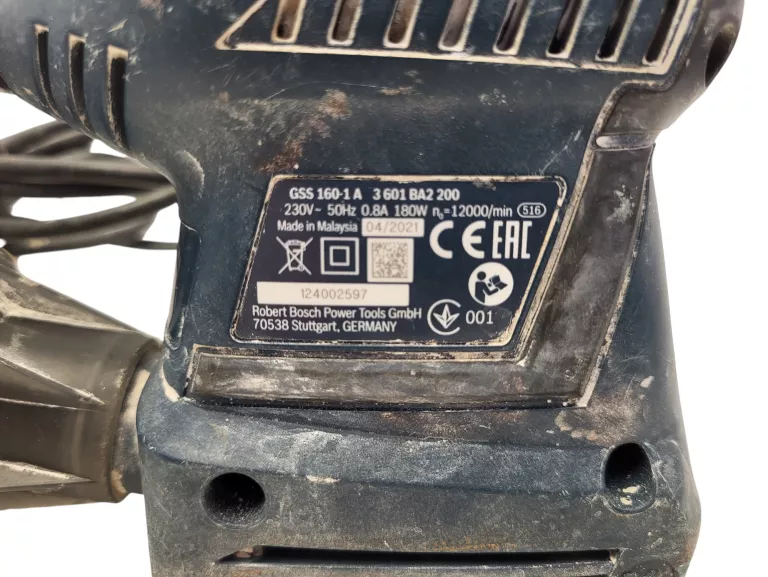 GSS 160-1 A 3 601 BA2 200
230V~ 50Hz 0.8A 180W n₀=12000/min 516
Made in Malaysia 04/2021
CE EAC
124002597
Robert Bosch Power Tools GmbH
70538 Stuttgart, GERMANY
001